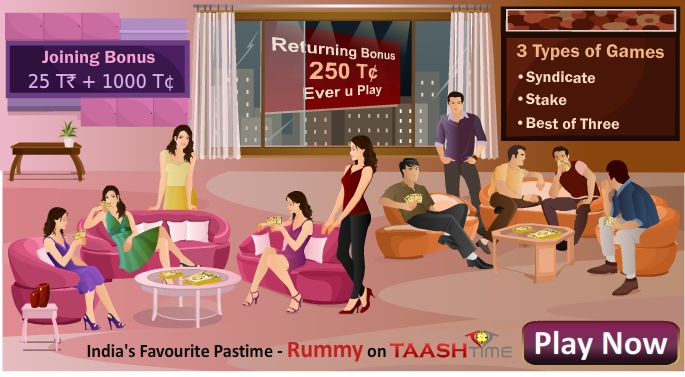 Joining Bonus
25 T₹ + 1000 T¢
Returning Bonus
250 T¢
Ever u Play
3 Types of Games
•Syndicate
•Stake
•Best of Three
India's Favourite Pastime - Rummy on TAASHTIME
Play Now